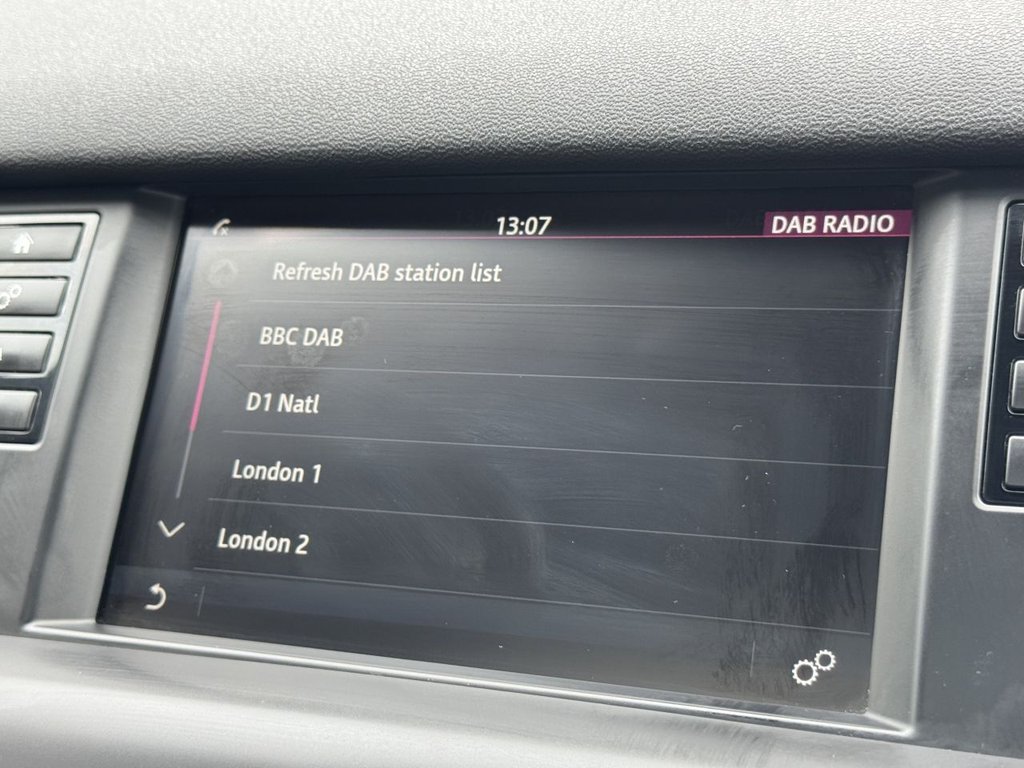 13:07
DAB RADIO
Refresh DAB station list
BBC DAB
D1 Natl
London 1
London 2